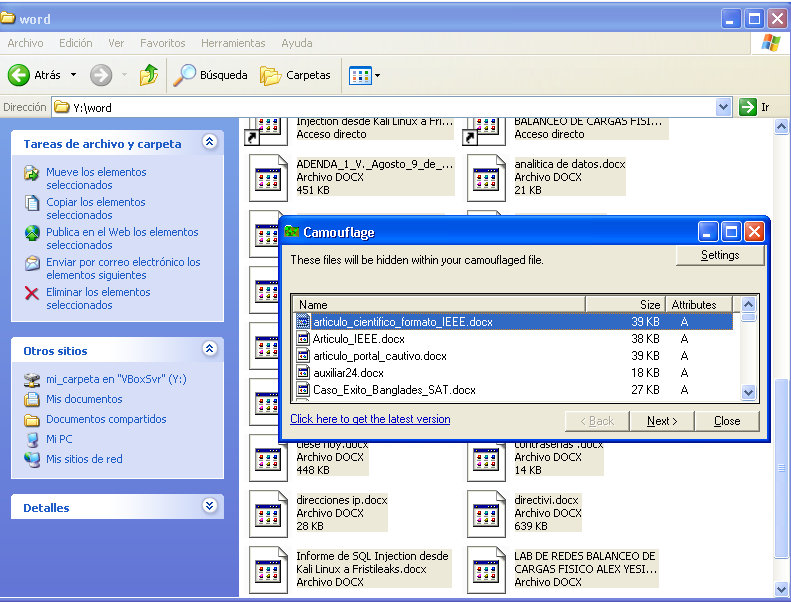 word
Archivo Edición Ver Favoritos Herramientas Ayuda
Atrás Búsqueda Carpetas
Dirección Y:\word Ir
Tareas de archivo y carpeta
Mueve los elementos
seleccionados
Copiar los elementos
seleccionados
Publica en el Web los elementos
seleccionados
Enviar por correo electrónico los
elementos siguientes
Eliminar los elementos
seleccionados
Otros sitios
mi_carpeta en "VBoxSvr" (Y:)
Mis documentos
Documentos compartidos
Mi PC
Mis sitios de red
Detalles
Injection desde Kali Linux a Fri...
Acceso directo
BALANCEO DE CARGAS FISI...
Acceso directo
ADENDA_1_V._Agosto_9_de_...
Archivo DOCX
451 KB
analitica de datos.docx
Archivo DOCX
21 KB
Camouflage
These files will be hidden within your camouflaged file.
Settings
Name Size Attributes
articulo_cientifico_formato_IEEE.docx 39 KB A
Articulo_IEEE.docx 38 KB A
articulo_portal_cautivo.docx 39 KB A
auxiliar24.docx 18 KB A
Caso_Exito_Banglades_SAT.docx 27 KB A
Click here to get the latest version
< Back Next > Close
hoy.docx
Archivo DOCX
448 KB
contraseñas .docx
Archivo DOCX
14 KB
direcciones ip.docx
Archivo DOCX
28 KB
directivi.docx
Archivo DOCX
639 KB
Informe de SQL Injection desde
Kali Linux a Fristileaks.docx
Archivo DOCX
LAB DE REDES BALANCEO DE
CARGAS FISICO ALEX YESI...
Archivo DOCX